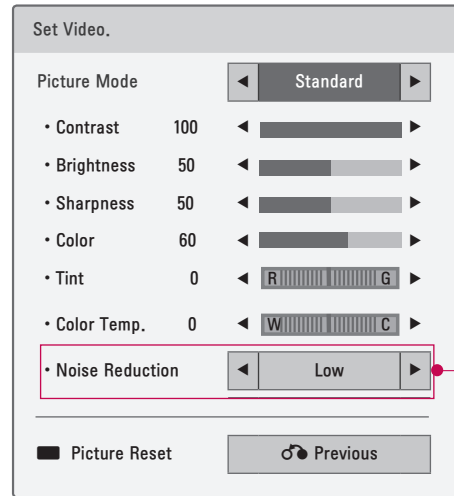 Set Video.
Picture Mode ◀ Standard ▶
• Contrast 100 ◀ ▶
• Brightness 50 ◀ ▶
• Sharpness 50 ◀ ▶
• Color 60 ◀ ▶
• Tint 0 ◀ R G ▶
• Color Temp. 0 ◀ W C ▶
• Noise Reduction ◀ Low ▶
Picture Reset Previous